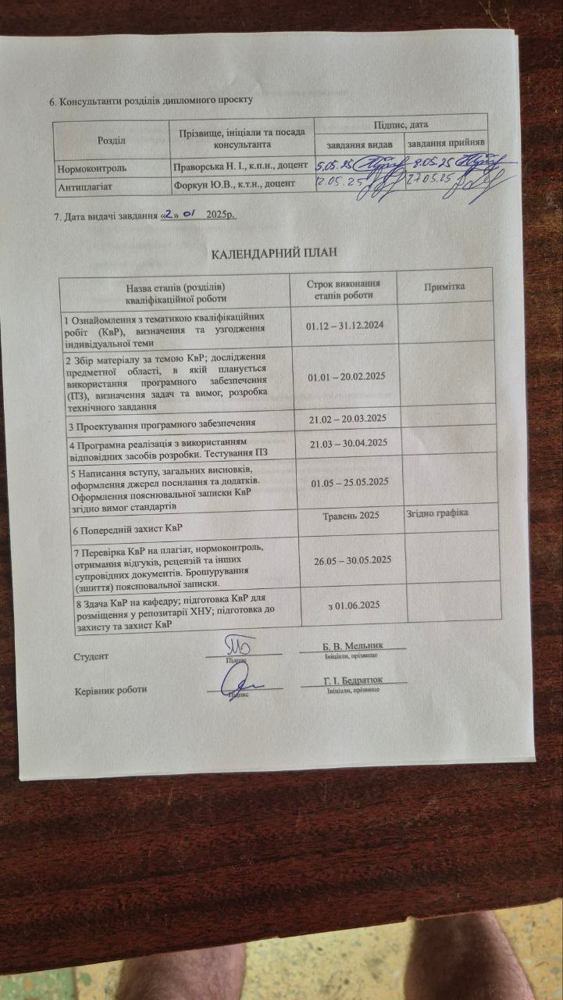 6. Консультанти розділів дипломного проєкту
Розділ
Прізвище, ініціали та посада
консультанта
Підпис, дата
завдання видав
завдання прийняв
Нормоконтроль
Праворська Н. І., к.п.н., доцент
5.05.25
8.05.25
Антиплагіат
Форкун Ю.В., к.т.н., доцент
12.05.25
27.05.25
7. Дата видачі завдання «2» 01 2025р.
КАЛЕНДАРНИЙ ПЛАН
Назва етапів (розділів)
кваліфікаційної роботи
Строк виконання
етапів роботи
Примітка
1 Ознайомлення з тематикою кваліфікаційних
робіт (КвР), визначення та узгодження
індивідуальної теми
01.12 – 31.12.2024
2 Збір матеріалу за темою КвР; дослідження
предметної області, в якій планується
використання програмного забезпечення
(ПЗ), визначення задач та вимог, розробка
технічного завдання
01.01 – 20.02.2025
3 Проектування програмного забезпечення
21.02 – 20.03.2025
4 Програмна реалізація з використанням
відповідних засобів розробки. Тестування ПЗ
21.03 – 30.04.2025
5 Написання вступу, загальних висновків,
оформлення джерел посилання та додатків.
Оформлення пояснювальної записки КвР
згідно вимог стандартів
01.05 – 25.05.2025
6 Попередній захист КвР
Травень 2025
Згідно графіка
7 Перевірка КвР на плагіат, нормоконтроль,
отримання відгуків, рецензій та інших
супровідних документів. Брошурування
(зшиття) пояснювальної записки.
26.05 – 30.05.2025
8 Здача КвР на кафедру; підготовка КвР для
розміщення у репозитарії ХНУ; підготовка до
захисту та захист КвР
з 01.06.2025
Студент
Підпис
Б. В. Мельник
Ініціали, прізвище
Керівник роботи
Підпис
Г. І. Бедратюк
Ініціали, прізвище